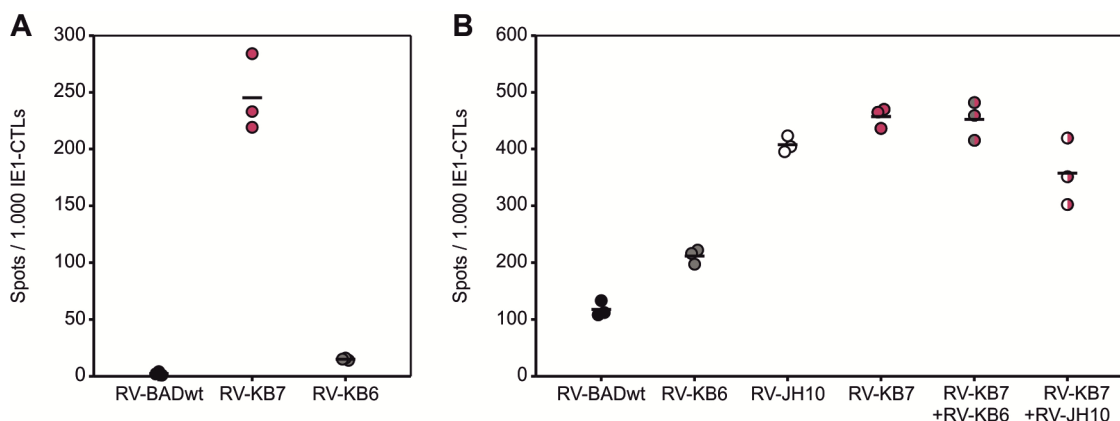 A
300
250
200
150
100
50
0
Spots / 1.000 IE1-CTLs
RV-BADwt RV-KB7 RV-KB6
B
600
500
400
300
200
100
0
Spots / 1.000 IE1-CTLs
RV-BADwt RV-KB6 RV-JH10 RV-KB7 RV-KB7 RV-KB7
+RV-KB6 +RV-JH10